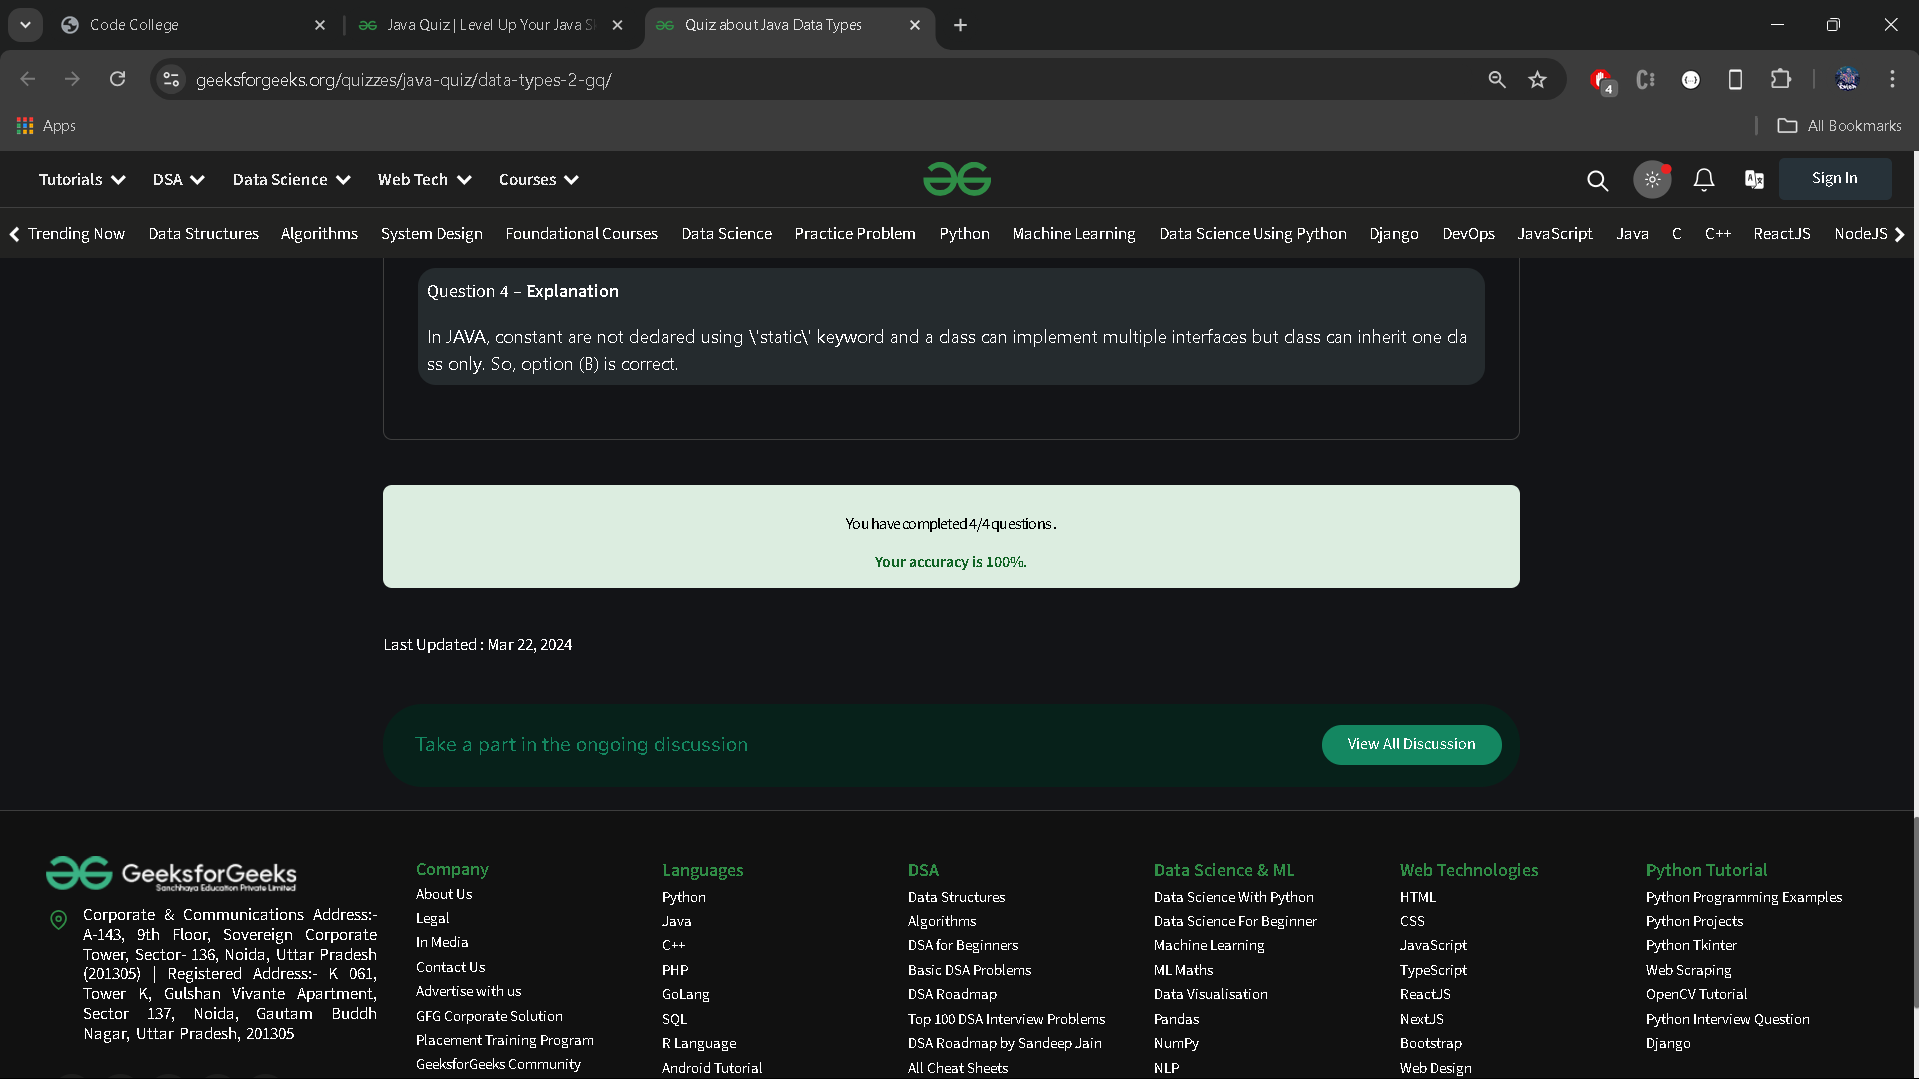 Code College
Java Quiz | Level Up Your Java S
Quiz about Java Data Types
geeksforgeeks.org/quizzes/java-quiz/data-types-2-gq/
4
Apps
All Bookmarks
Tutorials
DSA
Data Science
Web Tech
Courses
Sign In
Trending Now
Data Structures
Algorithms
System Design
Foundational Courses
Data Science
Practice Problem
Python
Machine Learning
Data Science Using Python
Django
DevOps
JavaScript
Java
C
C++
ReactJS
NodeJS
Question 4 – Explanation
In JAVA, constant are not declared using \'static\' keyword and a class can implement multiple interfaces but class can inherit one cla
ss only. So, option (B) is correct.
You have completed 4/4 questions .
Your accuracy is 100%.
Last Updated : Mar 22, 2024
Take a part in the ongoing discussion
View All Discussion
GeeksforGeeks
Sanchhaya Education Private Limited
Corporate & Communications Address:-
A-143, 9th Floor, Sovereign Corporate
Tower, Sector- 136, Noida, Uttar Pradesh
(201305) | Registered Address:- K 061,
Tower K, Gulshan Vivante Apartment,
Sector 137, Noida, Gautam Buddh
Nagar, Uttar Pradesh, 201305
Company
About Us
Legal
In Media
Contact Us
Advertise with us
GFG Corporate Solution
Placement Training Program
GeeksforGeeks Community
Languages
Python
Java
C++
PHP
GoLang
SQL
R Language
Android Tutorial
DSA
Data Structures
Algorithms
DSA for Beginners
Basic DSA Problems
DSA Roadmap
Top 100 DSA Interview Problems
DSA Roadmap by Sandeep Jain
All Cheat Sheets
Data Science & ML
Data Science With Python
Data Science For Beginner
Machine Learning
ML Maths
Data Visualisation
Pandas
NumPy
NLP
Web Technologies
HTML
CSS
JavaScript
TypeScript
ReactJS
NextJS
Bootstrap
Web Design
Python Tutorial
Python Programming Examples
Python Projects
Python Tkinter
Web Scraping
OpenCV Tutorial
Python Interview Question
Django